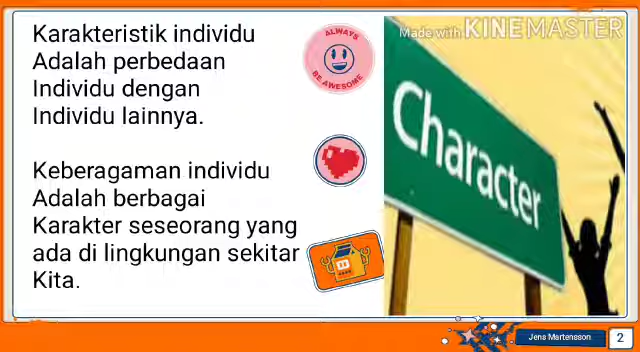 Karakteristik individu
Adalah perbedaan
Individu dengan
Individu lainnya.
Keberagaman individu
Adalah berbagai
Karakter seseorang yang
ada di lingkungan sekitar
Kita.
ALWAYS
BE AWESOME
Made with KINEMASTER
Character
Jens Martensson
2